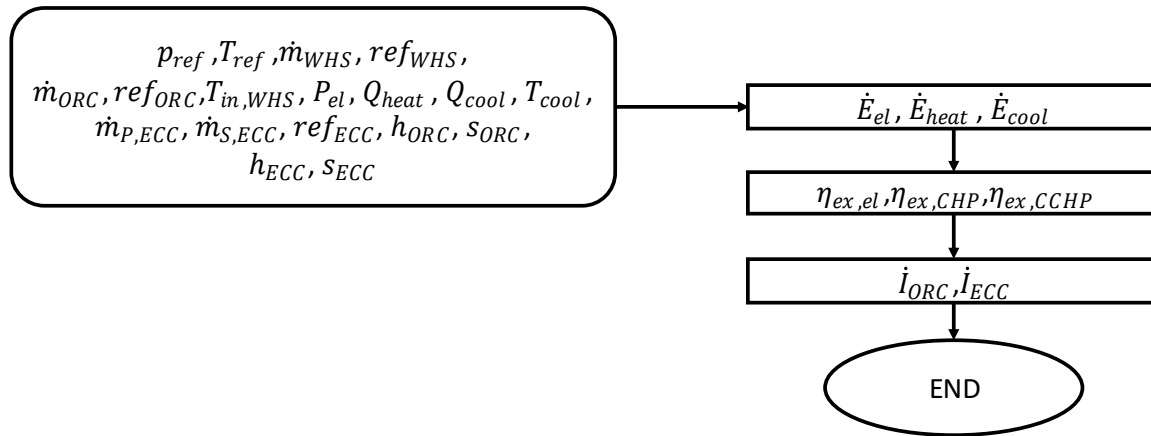 p_ref ,T_ref ,ṁ_WHS, ref_WHS,
ṁ_ORC, ref_ORC,T_in,WHS , P_el, Q_heat , Q_cool , T_cool ,
ṁ_P,ECC, ṁ_S,ECC, ref_ECC, h_ORC, s_ORC,
h_ECC, s_ECC
Ė_el, Ė_heat , Ė_cool
η_ex,el,η_ex,CHP,η_ex,CCHP
İ_ORC,İ_ECC
END